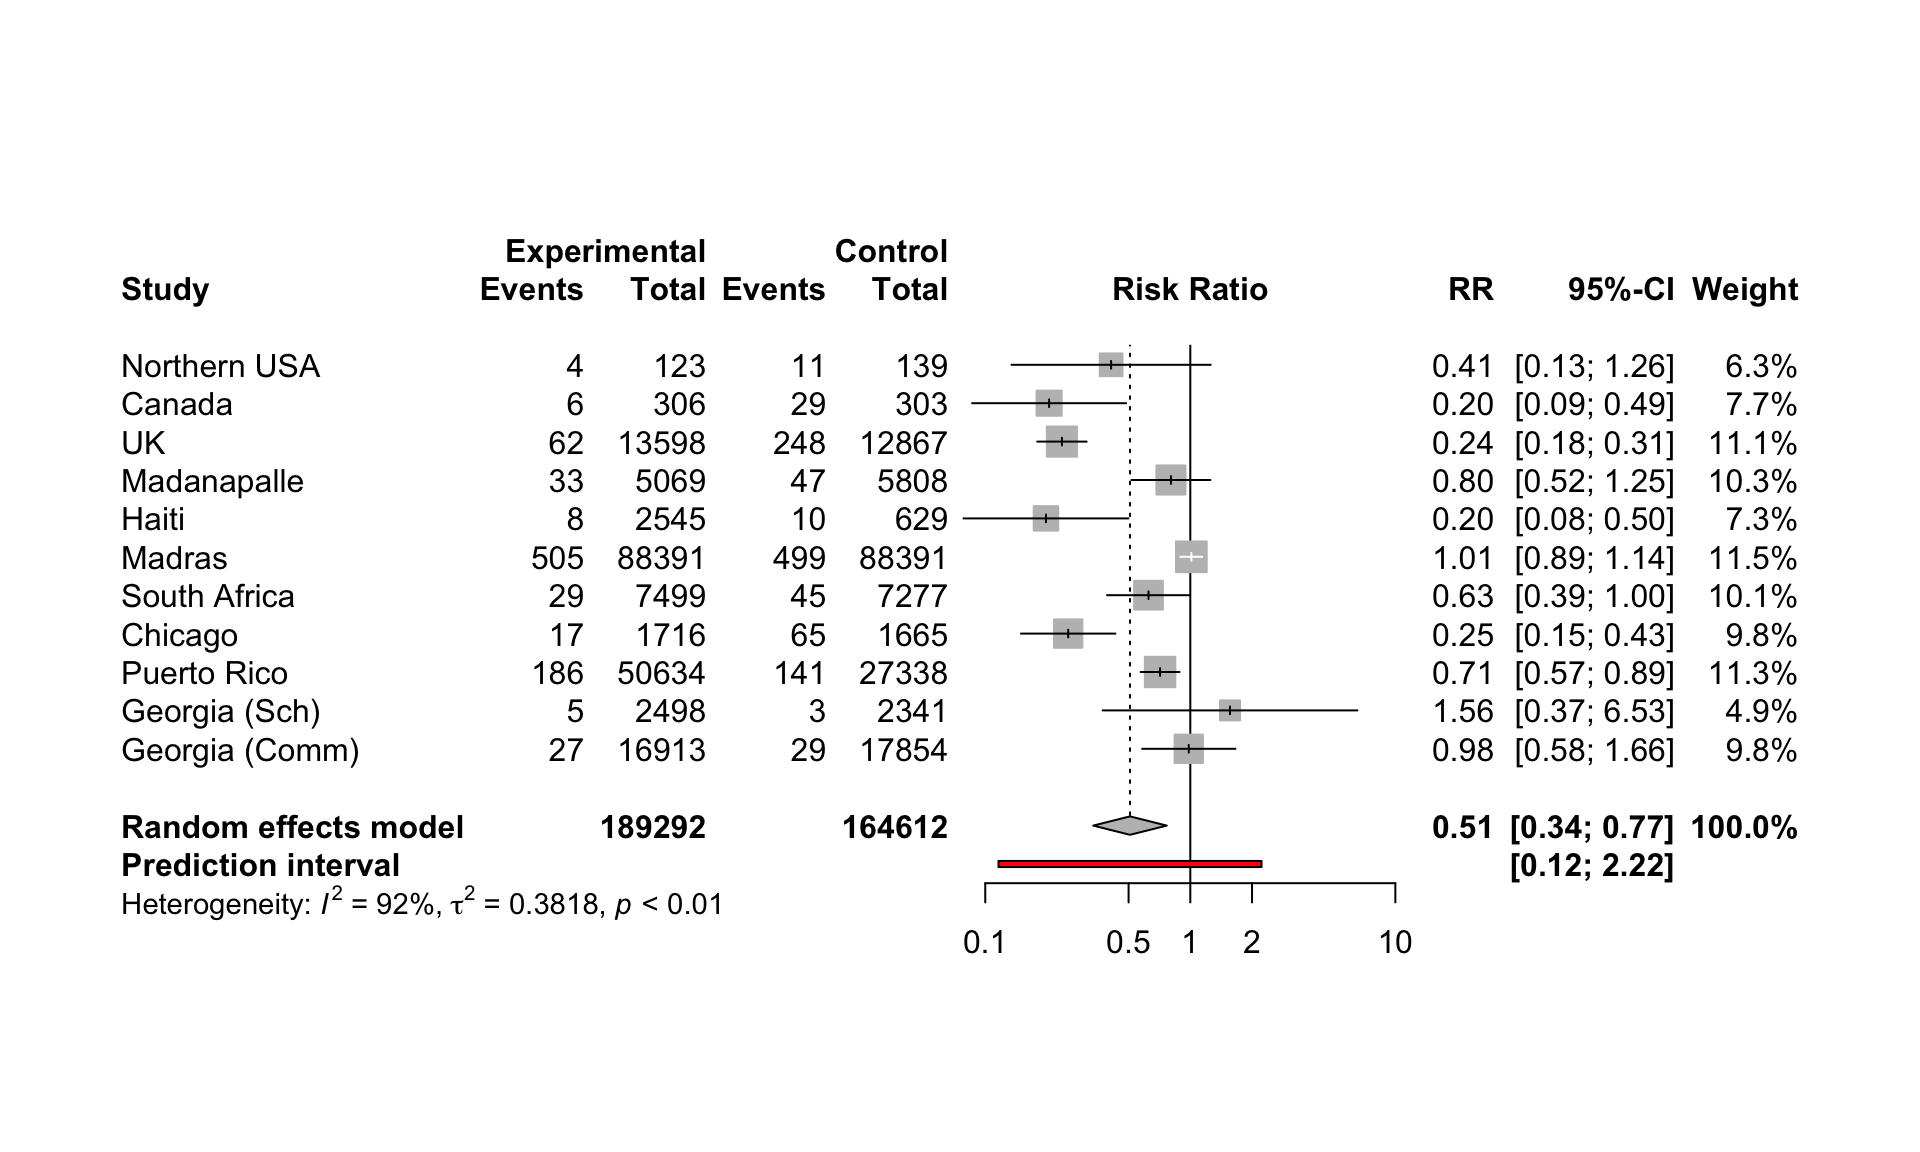 Experimental Control
Study Events Total Events Total Risk Ratio RR 95%-CI Weight
Northern USA 4 123 11 139 0.41 [0.13; 1.26] 6.3%
Canada 6 306 29 303 0.20 [0.09; 0.49] 7.7%
UK 62 13598 248 12867 0.24 [0.18; 0.31] 11.1%
Madanapalle 33 5069 47 5808 0.80 [0.52; 1.25] 10.3%
Haiti 8 2545 10 629 0.20 [0.08; 0.50] 7.3%
Madras 505 88391 499 88391 1.01 [0.89; 1.14] 11.5%
South Africa 29 7499 45 7277 0.63 [0.39; 1.00] 10.1%
Chicago 17 1716 65 1665 0.25 [0.15; 0.43] 9.8%
Puerto Rico 186 50634 141 27338 0.71 [0.57; 0.89] 11.3%
Georgia (Sch) 5 2498 3 2341 1.56 [0.37; 6.53] 4.9%
Georgia (Comm) 27 16913 29 17854 0.98 [0.58; 1.66] 9.8%
Random effects model 189292 164612 0.51 [0.34; 0.77] 100.0%
Prediction interval [0.12; 2.22]
Heterogeneity: I² = 92%, τ² = 0.3818, p < 0.01
0.1 0.5 1 2 10